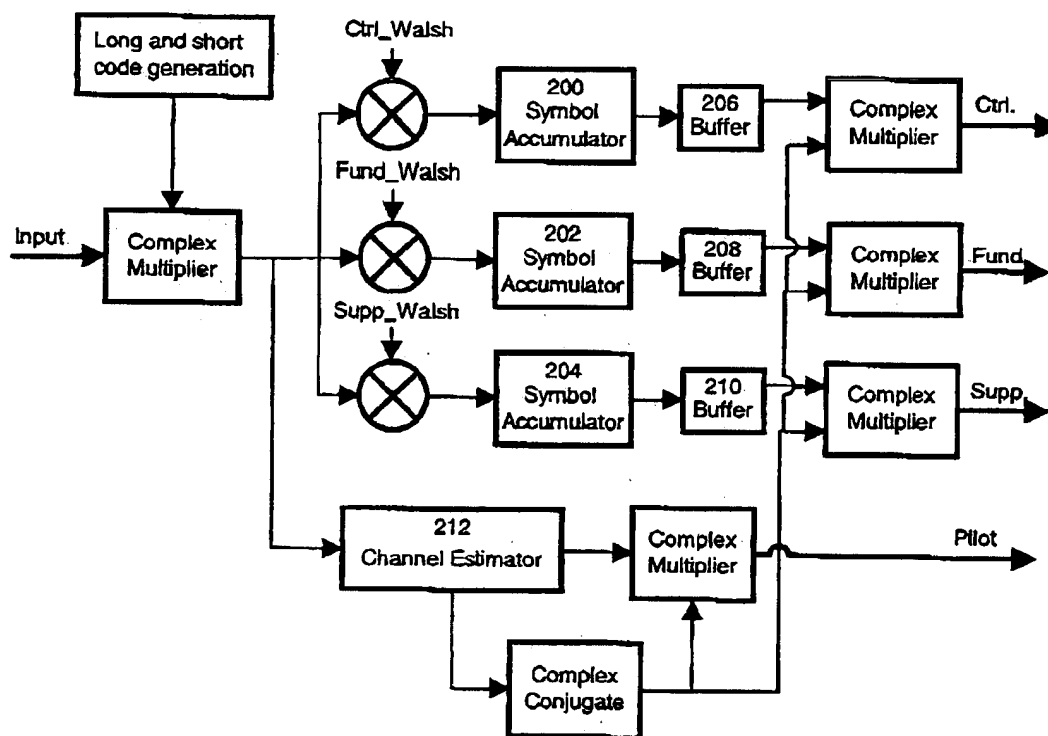 Ctrl_Walsh
Long and short
code generation
200
Symbol
Accumulator
206
Buffer
Complex
Multiplier
Ctrl.
Fund_Walsh
Input
Complex
Multiplier
202
Symbol
Accumulator
208
Buffer
Complex
Multiplier
Fund.
Supp_Walsh
204
Symbol
Accumulator
210
Buffer
Complex
Multiplier
Supp.
212
Channel Estimator
Complex
Multiplier
Pilot
Complex
Conjugate